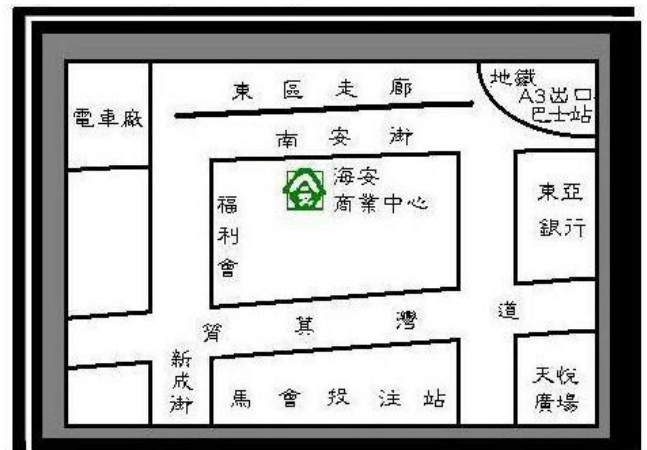 東區走廊
地鐵
A3出口
巴士站
電車廠
南安街
海安
商業中心
福利會
東亞
銀行
筲箕灣道
新成街
馬會投注站
天悅
廣場